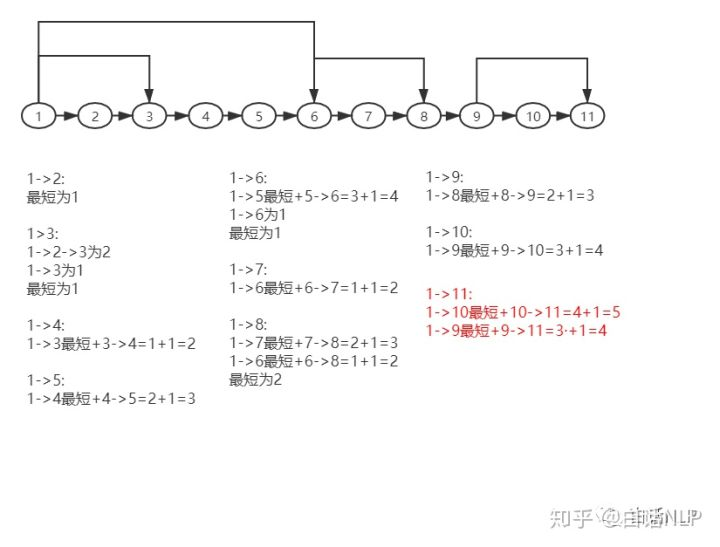 1 2 3 4 5 6 7 8 9 10 11
1->2:
最短为1
1>3:
1->2->3为2
1->3为1
最短为1
1->4:
1->3最短+3->4=1+1=2
1->5:
1->4最短+4->5=2+1=3
1->6:
1->5最短+5->6=3+1=4
1->6为1
最短为1
1->7:
1->6最短+6->7=1+1=2
1->8:
1->7最短+7->8=2+1=3
1->6最短+6->8=1+1=2
最短为2
1->9:
1->8最短+8->9=2+1=3
1->10:
1->9最短+9->10=3+1=4
1->11:
1->10最短+10->11=4+1=5
1->9最短+9->11=3·+1=4
知乎 @白话NLP